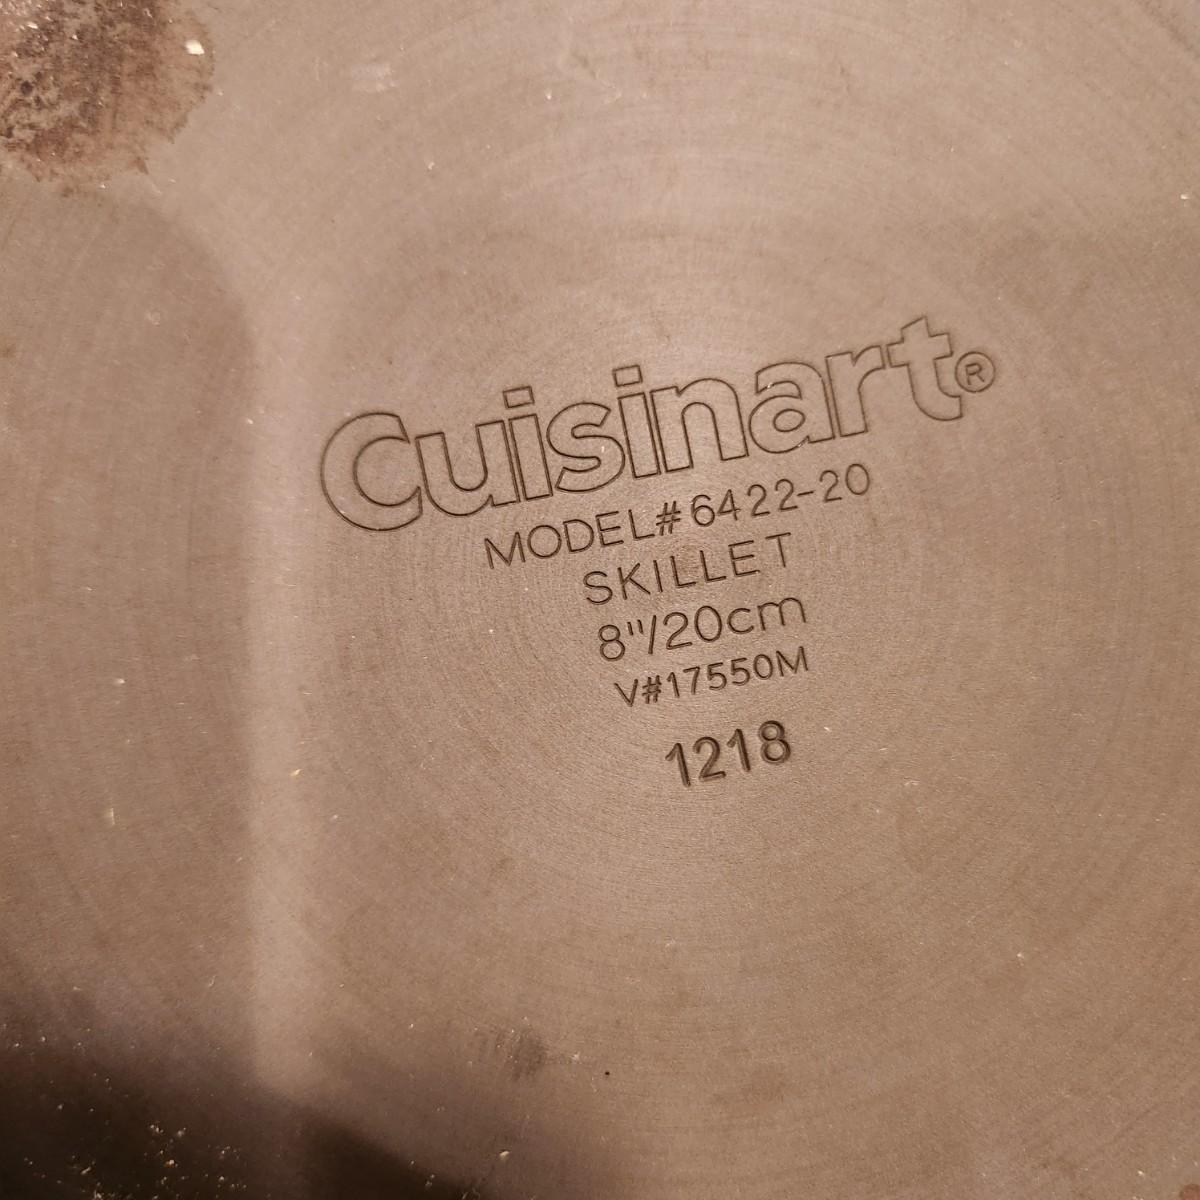 Cuisinart®
MODEL#6422-20
SKILLET
8"/20cm
V#17550M
1218